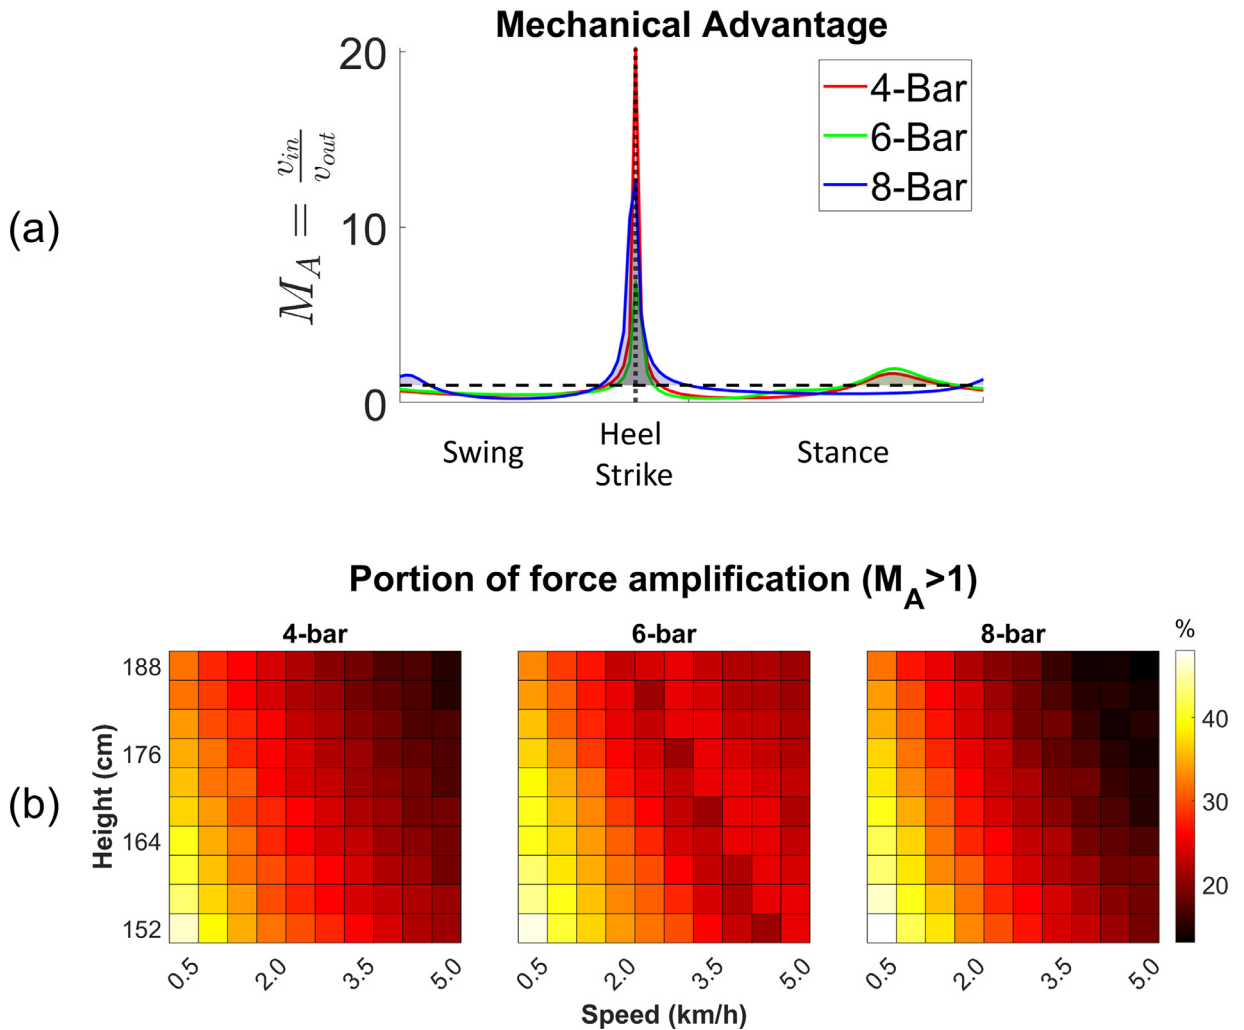 (a)
Mechanical Advantage
M_A = v_in / v_out
20
10
0
4-Bar
6-Bar
8-Bar
Swing
Heel
Strike
Stance
(b)
Portion of force amplification (M_A>1)
4-bar
6-bar
8-bar
%
Height (cm)
188
176
164
152
40
30
20
0.5
2.0
3.5
5.0
0.5
2.0
3.5
5.0
0.5
2.0
3.5
5.0
Speed (km/h)